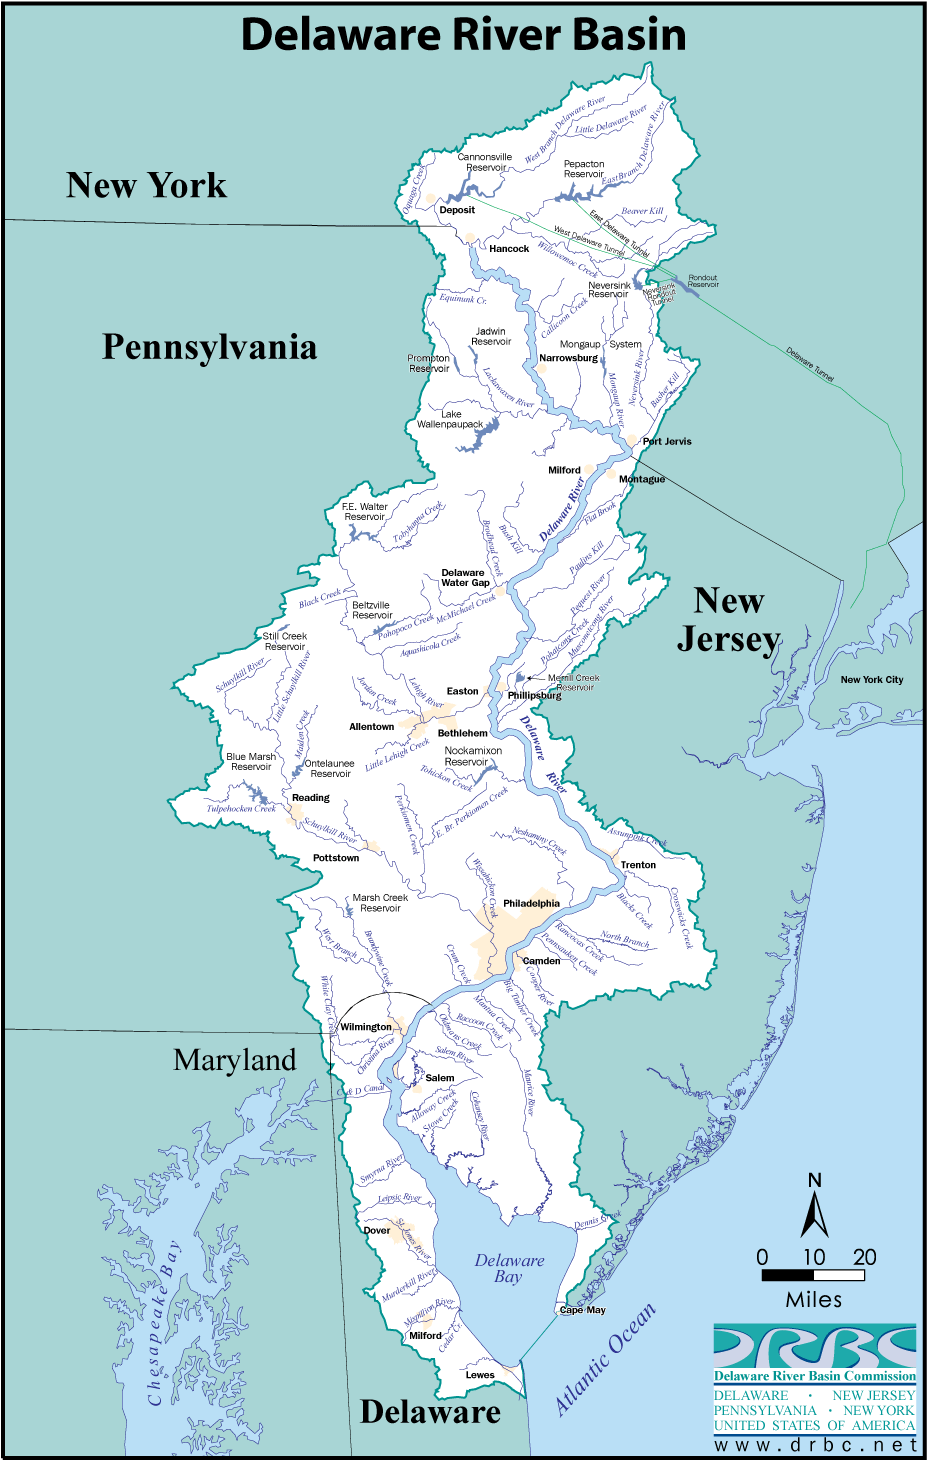 Delaware River Basin
New York
Pennsylvania
New
Jersey
Maryland
Delaware
West Branch Delaware River
Little Delaware River
East Branch Delaware River
Cannonsville
Reservoir
Pepacton
Reservoir
Oquaga Creek
Deposit
Beaver Kill
East Delaware Tunnel
West Delaware Tunnel
Hancock
Willowemoc Creek
Neversink
Reservoir
Neversink
Rondout
Tunnel
Rondout
Reservoir
Equinunk Cr.
Callicoon Creek
Jadwin
Reservoir
Prompton
Reservoir
Mongaup System
Narrowsburg
Delaware Tunnel
Lackawaxen River
Mongaup River
Neversink River
Basher Kill
Lake
Wallenpaupack
Port Jervis
Milford
Montague
Delaware River
F.E. Walter
Reservoir
Tobyhanna Creek
Brodhead Creek
Bush Kill
Flat Brook
Paulins Kill
Delaware
Water Gap
Black Creek
Beltzville
Reservoir
Pohopoco Creek
McMichael Creek
Pequest River
Aquashicola Creek
Pohatcong Creek
Musconetcong River
Still Creek
Reservoir
Schuylkill River
Little Schuylkill River
Merrill Creek
Reservoir
New York City
Jordan Creek
Lehigh River
Easton
Phillipsburg
Allentown
Bethlehem
Delaware
River
Maiden Creek
Little Lehigh Creek
Nockamixon
Reservoir
Blue Marsh
Reservoir
Ontelaunee
Reservoir
Tohickon Creek
Reading
Tulpehocken Creek
Perkiomen Creek
E. Br. Perkiomen Creek
Schuylkill River
Neshaminy Creek
Assunpink Creek
Pottstown
Trenton
Wissahickon Creek
Marsh Creek
Reservoir
Philadelphia
Blacks Creek
Crosswicks Creek
West Branch
Brandywine Creek
Rancocas Creek
North Branch
Pennsauken Creek
Crum Creek
Camden
Cooper River
White Clay Creek
Big Timber Creek
Mantua Creek
Raccoon Creek
Oldmans Creek
Wilmington
Christina River
Salem River
Salem
C & D Canal
Alloway Creek
Stowe Creek
Cohansey River
Maurice River
Smyrna River
Leipsic River
Dover
St. Jones River
Dennis Creek
Delaware
Bay
Murderkill River
Mispillion River
Milford
Cedar Cr.
Cape May
Lewes
Chesapeake Bay
Atlantic Ocean
N
0 10 20
Miles
DRBC
Delaware River Basin Commission
DELAWARE • NEW JERSEY
PENNSYLVANIA • NEW YORK
UNITED STATES OF AMERICA
www.drbc.net